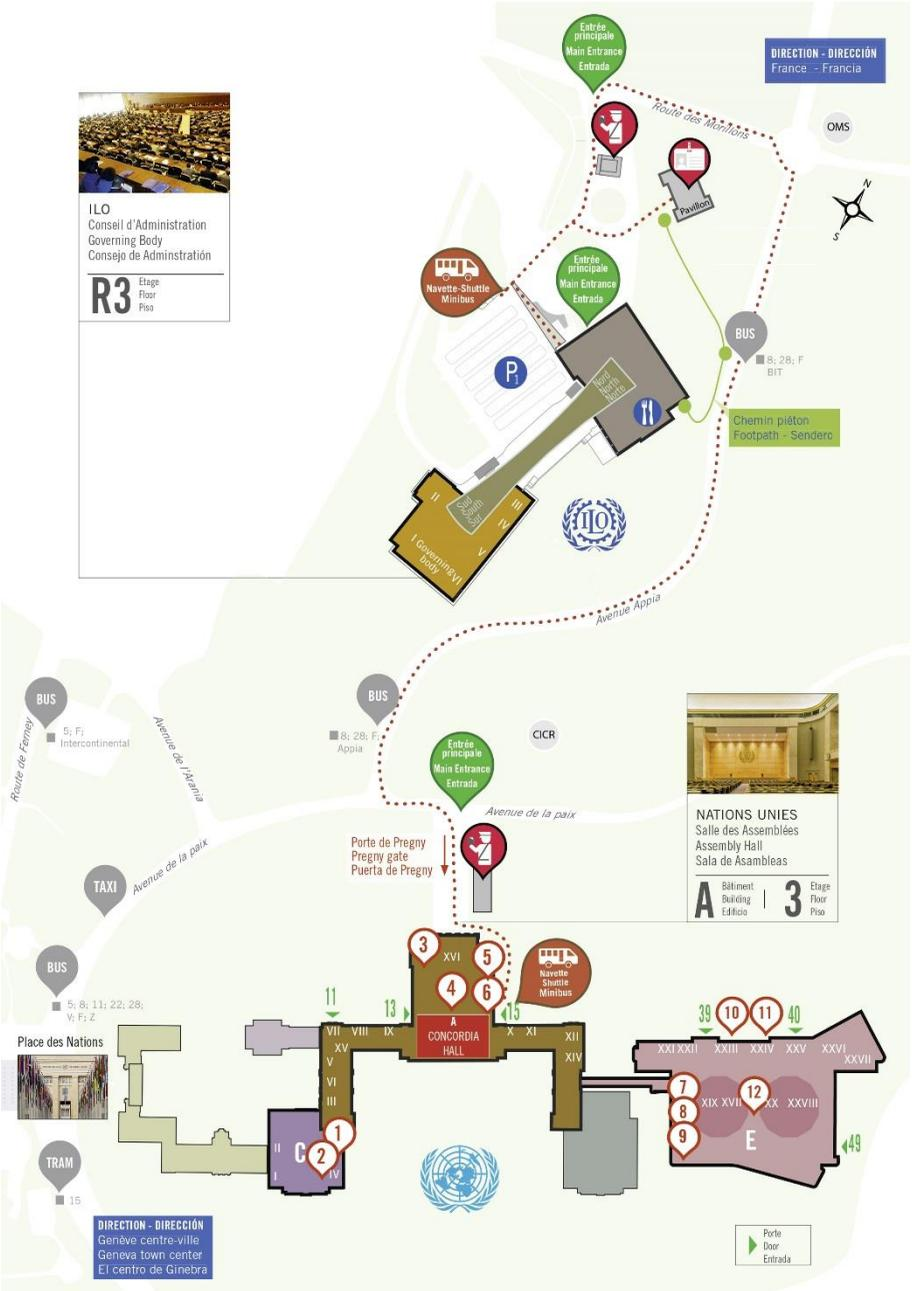 Entrée
principale
Main Entrance
Entrada
DIRECTION - DIRECCIÓN
France - Francia
Route des Morillons
OMS
N
S
Pavillon
ILO
Conseil d'Administration
Governing Body
Consejo de Adminstratión
R3
Etage
Floor
Piso
Navette-Shuttle
Minibus
Entrée
principale
Main Entrance
Entrada
BUS
8; 28; F
BIT
P1
Nord
North
Norte
Chemin piéton
Footpath - Sendero
II
Sud
South
Sur
III
IV
V
VI
I Governing
body
ILO
Avenue Appia
BUS
5; F;
Intercontinental
Route de Ferney
Avenue de l'Arania
BUS
8; 28; F;
Appia
CICR
Entrée
principale
Main Entrance
Entrada
Avenue de la paix
Avenue de la paix
Porte de Pregny
Pregny gate
Puerta de Pregny
NATIONS UNIES
Salle des Assemblées
Assembly Hall
Sala de Asambleas
A
Bâtiment
Building
Edificio
3
Etage
Floor
Piso
TAXI
BUS
5; 8; 11; 22; 28;
V; F; Z
Place des Nations
TRAM
15
3
XVI
5
4
6
Navette
Shuttle
Minibus
11
13
15
VII VIII IX
A
CONCORDIA
HALL
X XI
XII
XIV
XV
V
VI
III
II
C
I
IV
1
2
39
10
11
40
XXI XXII XXIII XXIV XXV XXVI
XXVII
7
8
9
XIX XVII
12
XX XXVIII
E
49
DIRECTION - DIRECCIÓN
Genève centre-ville
Geneva town center
El centro de Ginebra
Porte
Door
Entrada